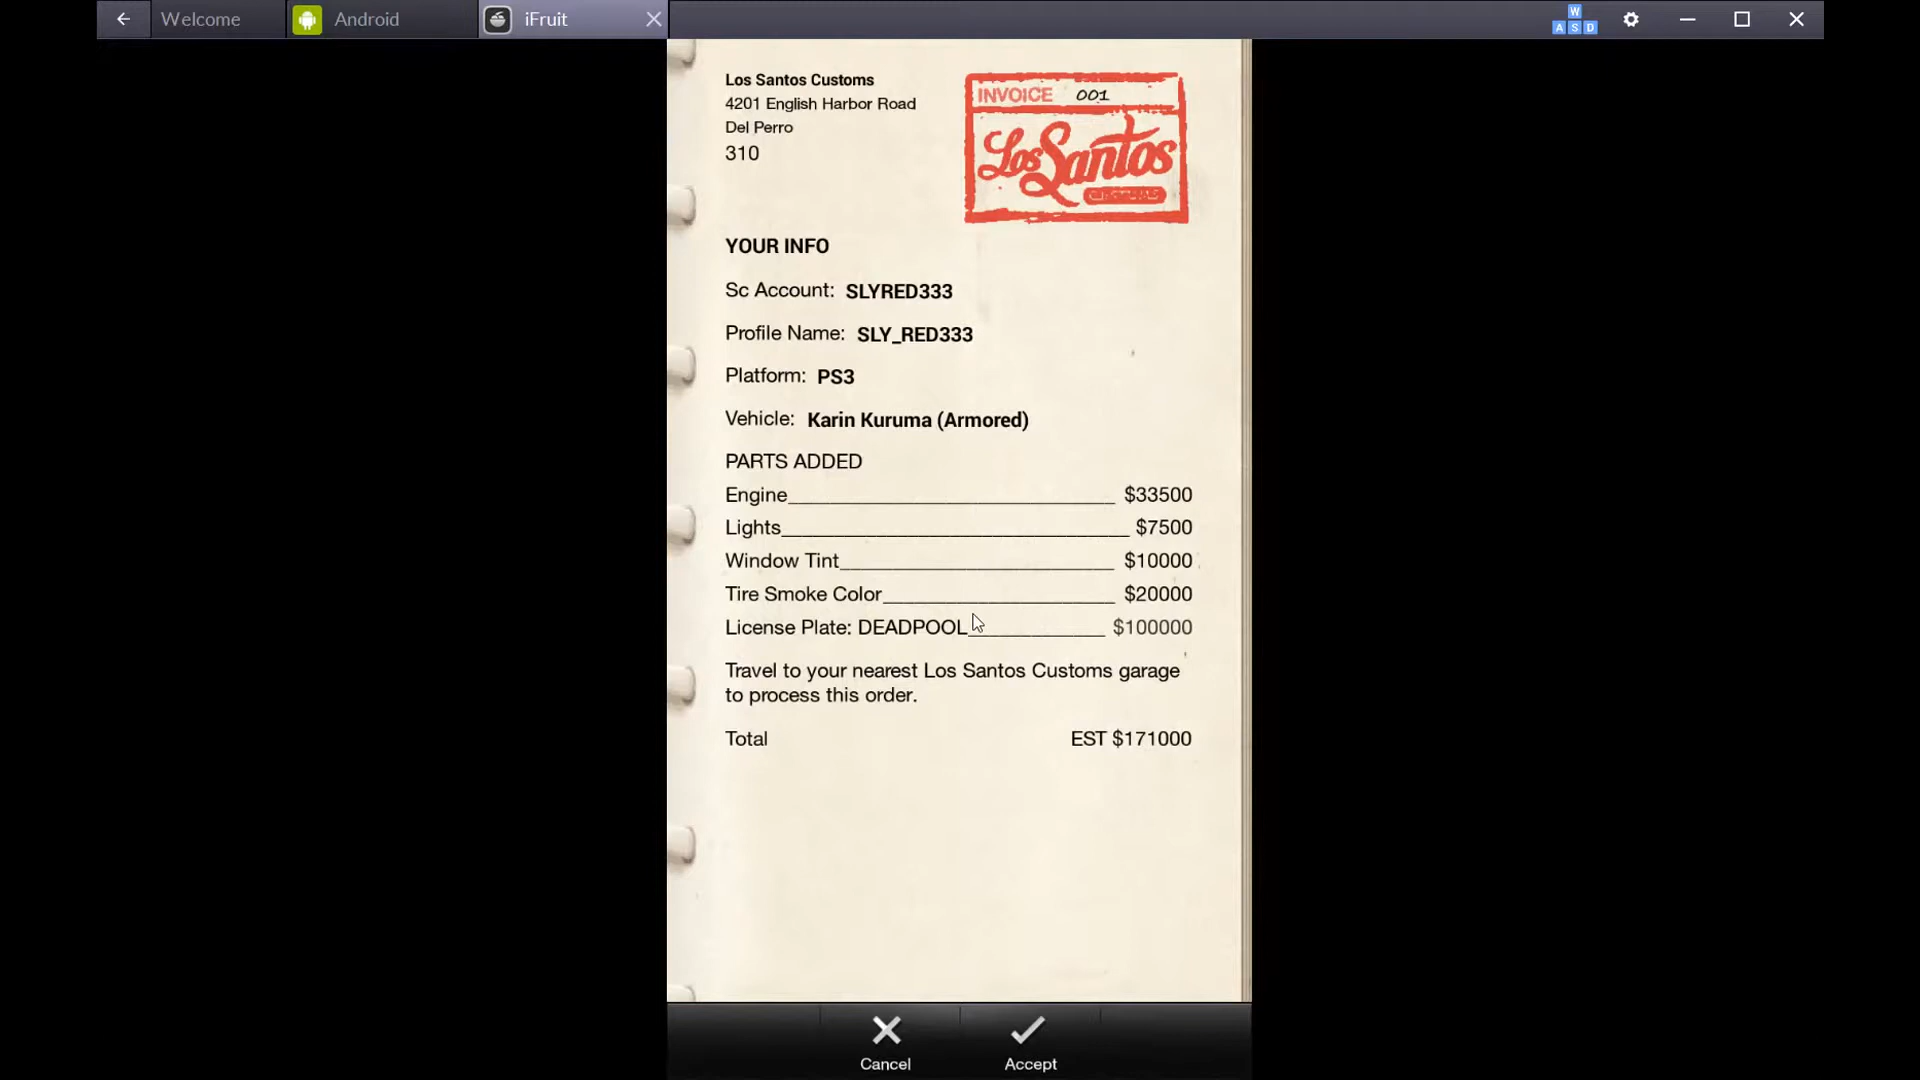 Welcome
Android
iFruit
W
A S D
Los Santos Customs
4201 English Harbor Road
Del Perro
310
INVOICE 001
Los Santos
CUSTOMS
YOUR INFO
Sc Account: SLYRED333
Profile Name: SLY_RED333
Platform: PS3
Vehicle: Karin Kuruma (Armored)
PARTS ADDED
Engine $33500
Lights $7500
Window Tint $10000
Tire Smoke Color $20000
License Plate: DEADPOOL $100000
Travel to your nearest Los Santos Customs garage
to process this order.
Total EST $171000
Cancel
Accept